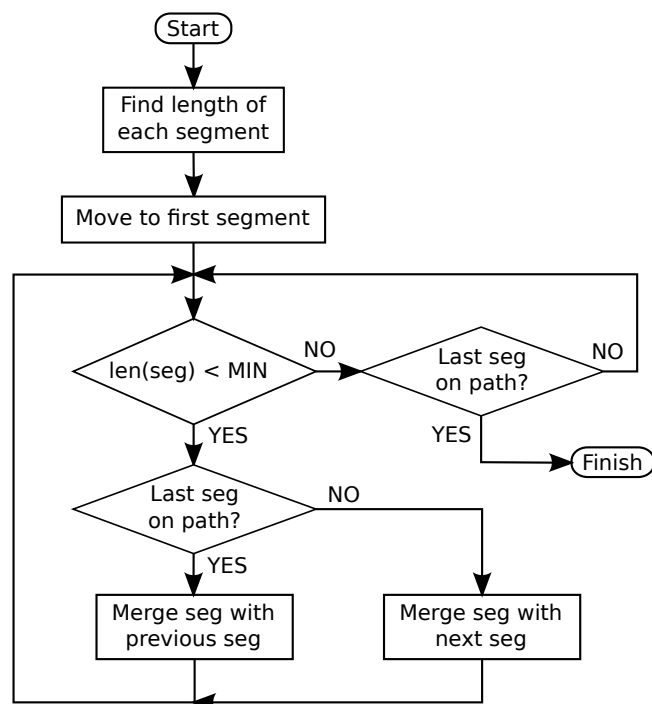 Start
Find length of
each segment
Move to first segment
len(seg) < MIN
NO
Last seg
on path?
NO
YES
YES
Finish
Last seg
on path?
NO
YES
Merge seg with
previous seg
Merge seg with
next seg